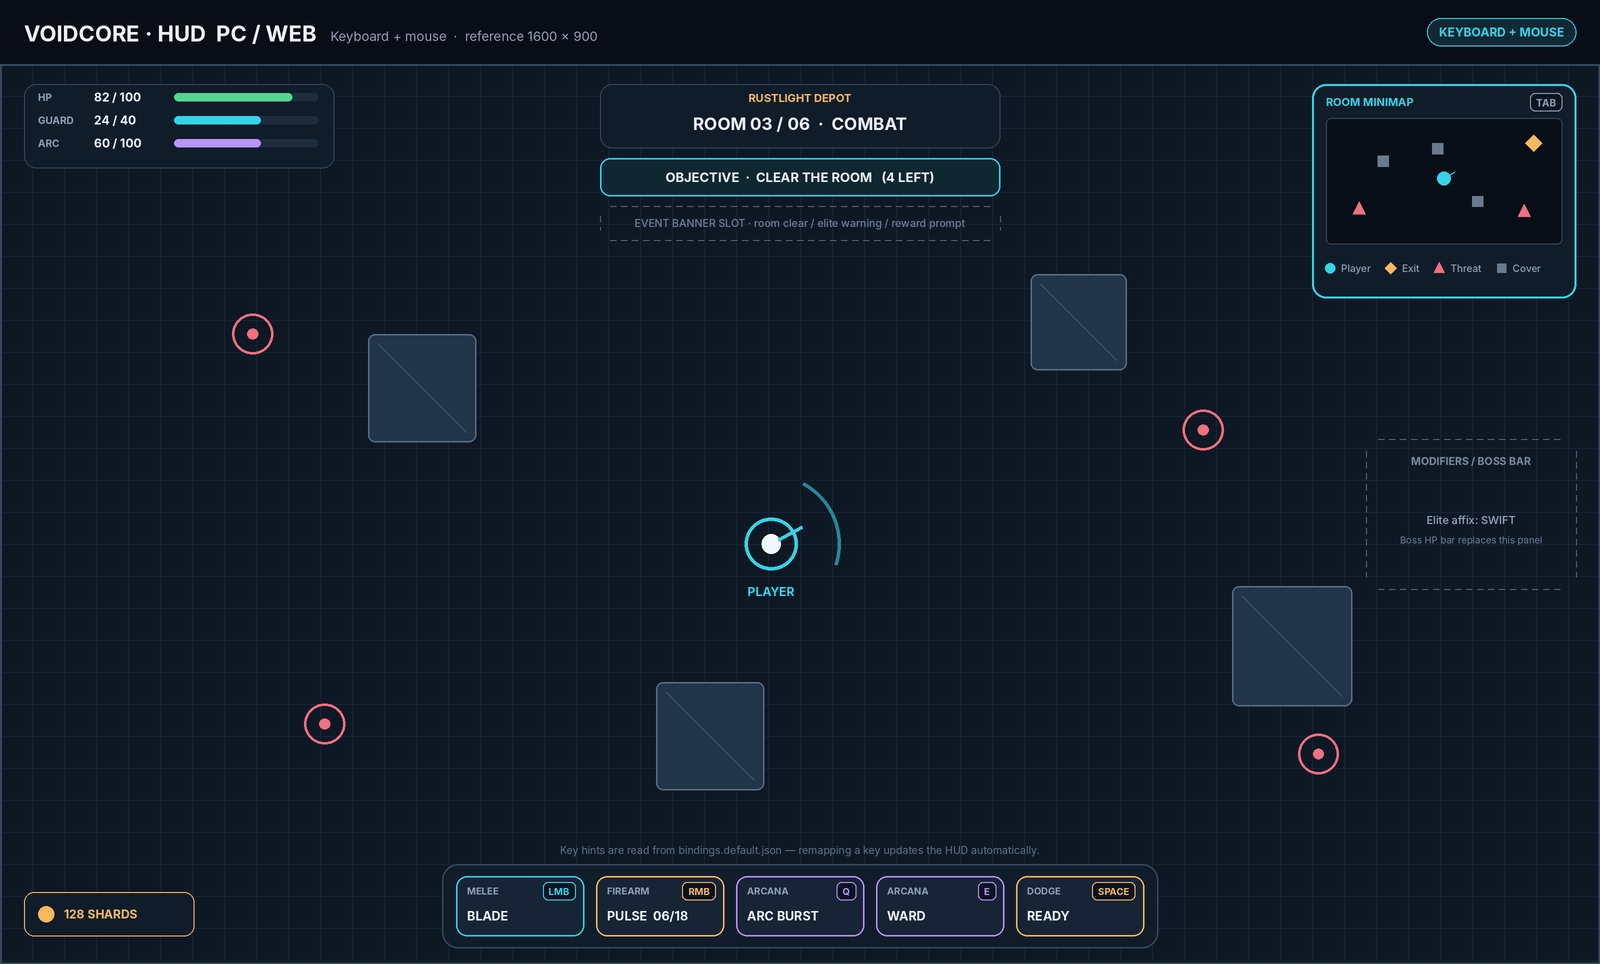 VOIDCORE · HUD PC / WEB
Keyboard + mouse · reference 1600 × 900
KEYBOARD + MOUSE
HP 82 / 100
GUARD 24 / 40
ARC 60 / 100
RUSTLIGHT DEPOT
ROOM 03 / 06 · COMBAT
OBJECTIVE · CLEAR THE ROOM (4 LEFT)
EVENT BANNER SLOT · room clear / elite warning / reward prompt
ROOM MINIMAP TAB
Player Exit Threat Cover
MODIFIERS / BOSS BAR
Elite affix: SWIFT
Boss HP bar replaces this panel
PLAYER
Key hints are read from bindings.default.json — remapping a key updates the HUD automatically.
128 SHARDS
MELEE LMB
BLADE
FIREARM RMB
PULSE 06/18
ARCANA Q
ARC BURST
ARCANA E
WARD
DODGE SPACE
READY